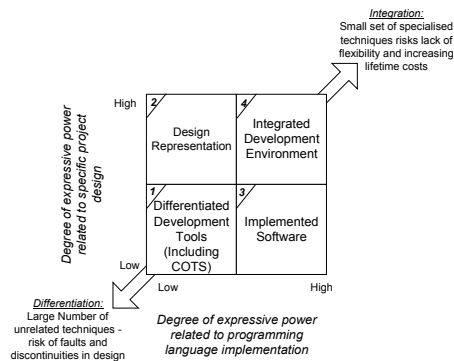 Integration:
Small set of specialised
techniques risks lack of
flexibility and increasing
lifetime costs
High
2
4
Design
Representation
Integrated
Development
Environment
Degree of expressive power
related to specific project
design
1
3
Differentiated
Development
Tools
(Including
COTS)
Implemented
Software
Low
Low
High
Differentiation:
Large Number of
unrelated techniques -
risk of faults and
discontinuities in design
Degree of expressive power
related to programming
language implementation